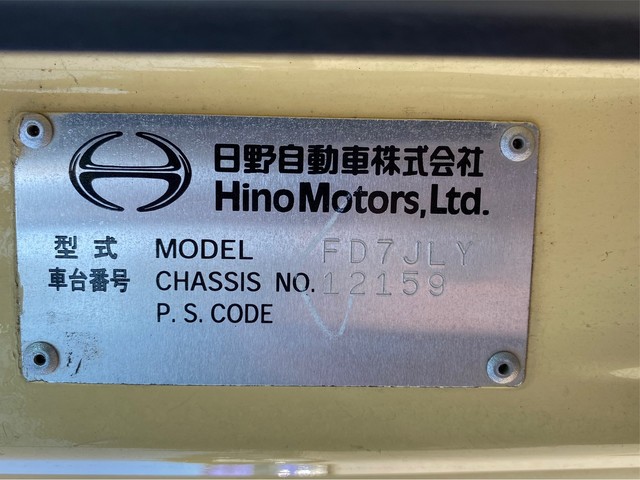 日野自動車株式会社
Hino Motors, Ltd.
型式 MODEL FD7JLY
車台番号 CHASSIS NO. 12159
P. S. CODE